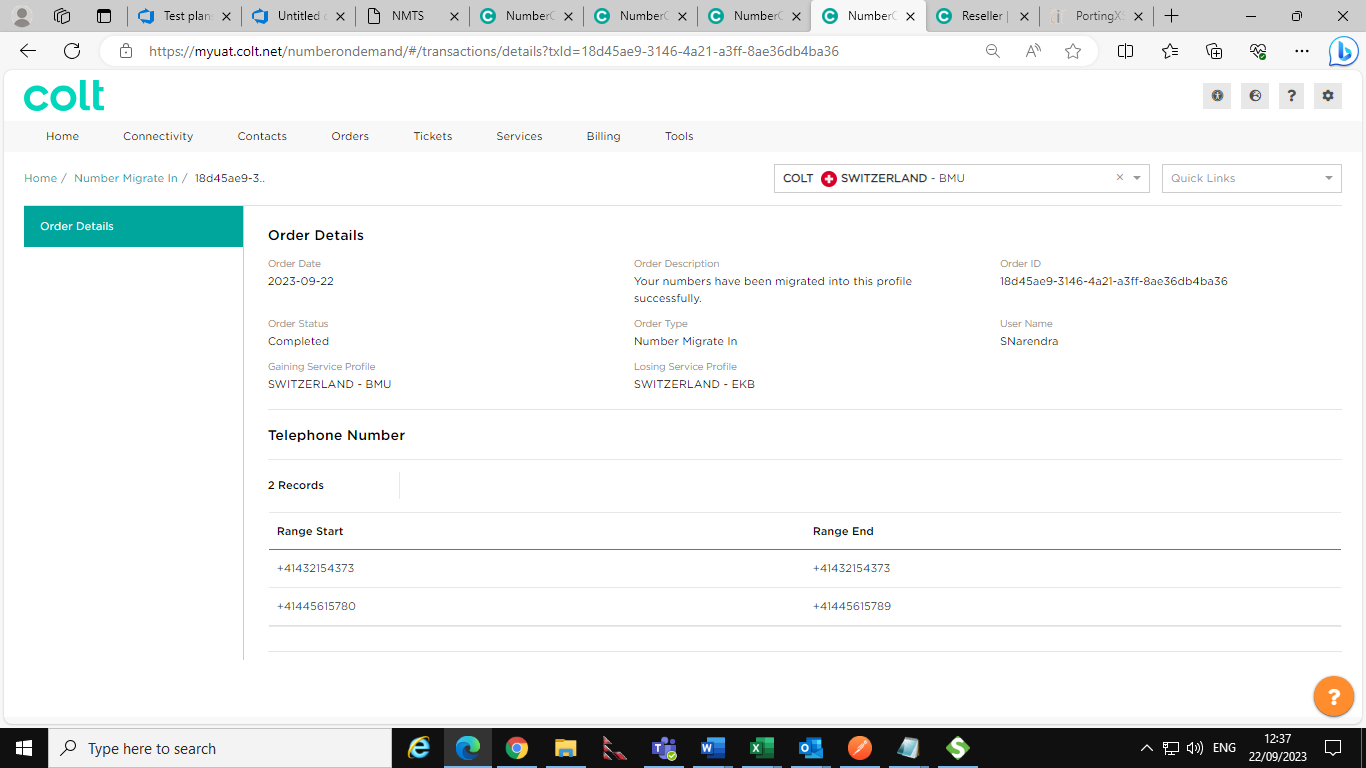 Test plan
Untitled
NMTS
Number
Number
Number
Number
Reseller |
PortingXS
https://myuat.colt.net/numberondemand/#/transactions/details?txId=18d45ae9-3146-4a21-a3ff-8ae36db4ba36
colt
Home Connectivity Contacts Orders Tickets Services Billing Tools
Home / Number Migrate In / 18d45ae9-3..
COLT SWITZERLAND - BMU
Quick Links
Order Details
Order Details
Order Date
2023-09-22
Order Description
Your numbers have been migrated into this profile
successfully.
Order ID
18d45ae9-3146-4a21-a3ff-8ae36db4ba36
Order Status
Completed
Order Type
Number Migrate In
User Name
SNarendra
Gaining Service Profile
SWITZERLAND - BMU
Losing Service Profile
SWITZERLAND - EKB
Telephone Number
2 Records
Range Start Range End
+41432154373 +41432154373
+41445615780 +41445615789
Type here to search
ENG
12:37
22/09/2023